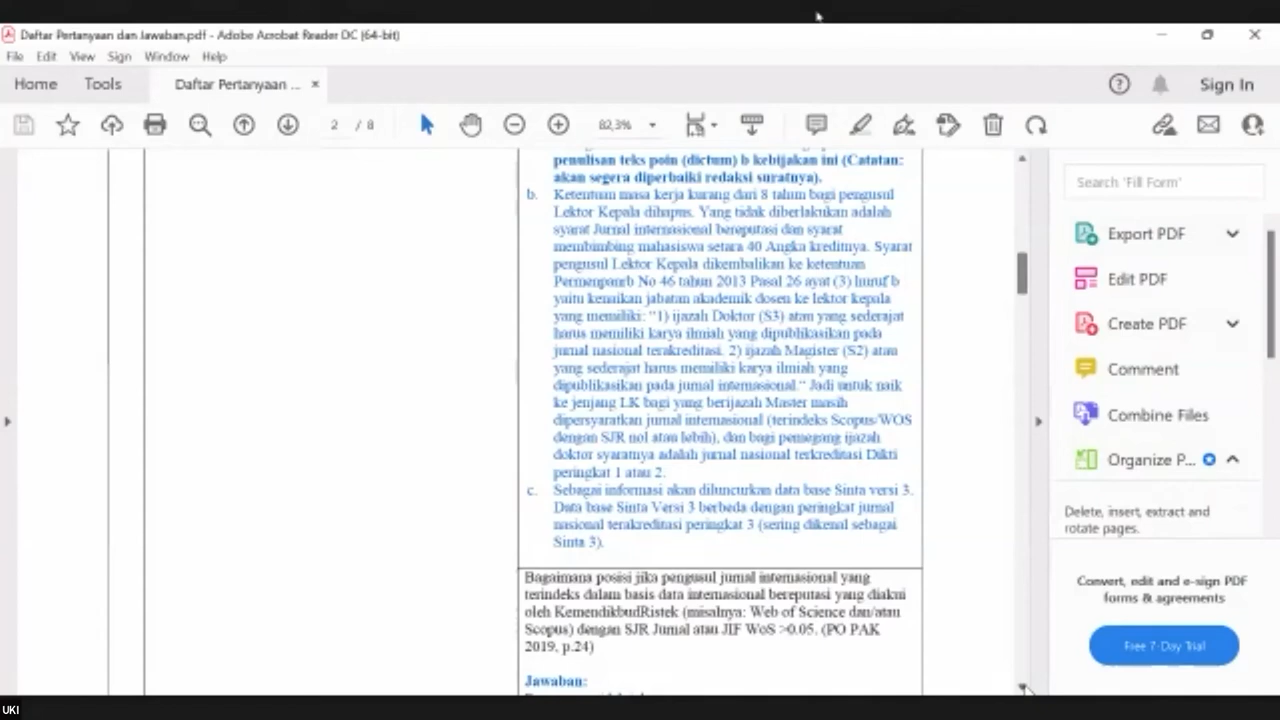 Daftar Pertanyaan dan Jawaban.pdf - Adobe Acrobat Reader DC (64-bit)
File Edit View Sign Window Help
Home Tools Daftar Pertanyaan ... × Sign In
2 / 8 82,3%
penulisan teks poin (dictum) b kebijakan ini (Catatan:
akan segera diperbaiki redaksi suratnya).
b. Ketentuan masa kerja kurang dari 8 tahun bagi pengusul
Lektor Kepala dihapus. Yang tidak diberlakukan adalah
syarat Jurnal internasional bereputasi dan syarat
membimbing mahasiswa setara 40 Angka kreditnya. Syarat
pengusul Lektor Kepala dikembalikan ke ketentuan
Permenpanrb No 46 tahun 2013 Pasal 26 ayat (3) huruf b
yaitu kenaikan jabatan akademik dosen ke lektor kepala
yang memiliki: "1) ijazah Doktor (S3) atau yang sederajat
harus memiliki karya ilmiah yang dipublikasikan pada
jurnal nasional terakreditasi. 2) ijazah Magister (S2) atau
yang sederajat harus memiliki karya ilmiah yang
dipublikasikan pada jurnal internasional." Jadi untuk naik
ke jenjang LK bagi yang berijazah Master masih
dipersyaratkan jurnal internasional (terindeks Scopus/WOS
dengan SJR nol atau lebih), dan bagi pemegang ijazah
doktor syaratnya adalah jurnal nasional terkreditasi Dikti
peringkat 1 atau 2.
c. Sebagai informasi akan diluncurkan data base Sinta versi 3.
Data base Sinta Versi 3 berbeda dengan peringkat jurnal
nasional terakreditasi peringkat 3 (sering dikenal sebagai
Sinta 3).
Bagaimana posisi jika pengusul jurnal internasional yang
terindeks dalam basis data internasional bereputasi yang diakui
oleh KemendikbudRistek (misalnya: Web of Science dan/atau
Scopus) dengan SJR Jurnal atau JIF WoS >0.05. (PO PAK
2019, p.24)
Jawaban:
Search 'Fill Form'
Export PDF
Edit PDF
Create PDF
Comment
Combine Files
Organize P...
Delete, insert, extract and
rotate pages.
Convert, edit and e-sign PDF
forms & agreements
Free 7-Day Trial
UKI